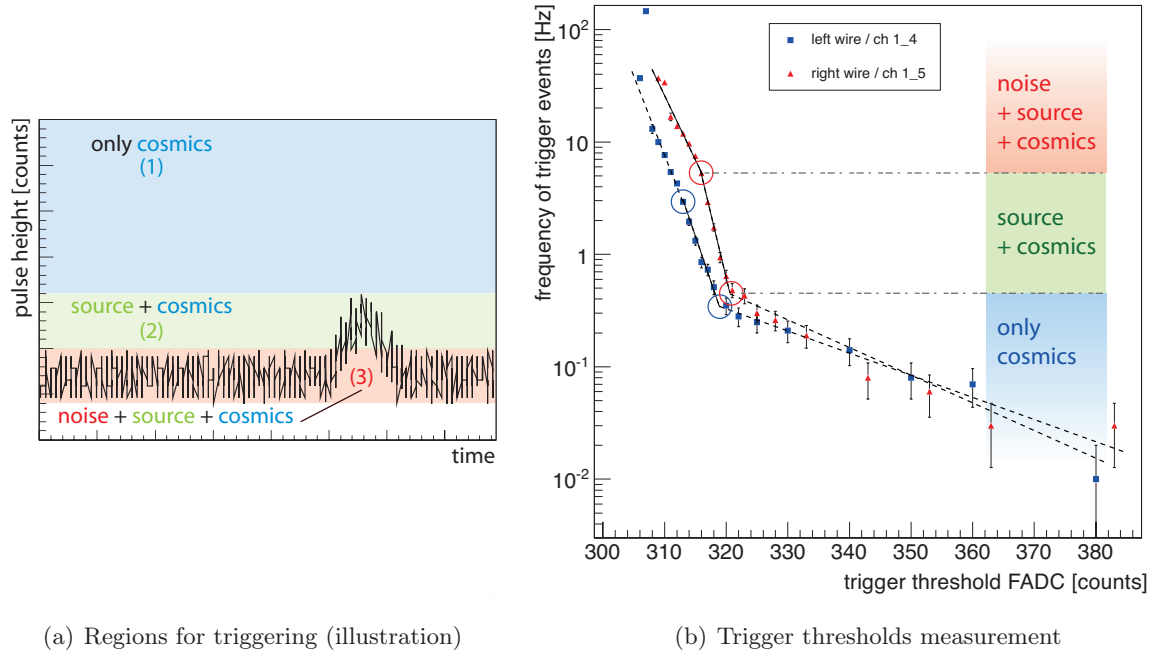 pulse height [counts]
only cosmics
(1)
source + cosmics
(2)
(3)
noise + source + cosmics
time
(a) Regions for triggering (illustration)
frequency of trigger events [Hz]
10²
10
1
10⁻¹
10⁻²
left wire / ch 1_4
right wire / ch 1_5
noise
+ source
+ cosmics
source
+ cosmics
only
cosmics
300 310 320 330 340 350 360 370 380
trigger threshold FADC [counts]
(b) Trigger thresholds measurement